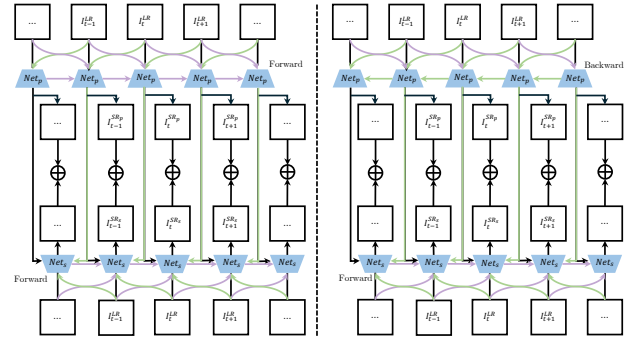 ... I_{t-1}^{LR} I_t^{LR} I_{t+1}^{LR} ... ... I_{t-1}^{LR} I_t^{LR} I_{t+1}^{LR} ...
Forward Backward
Net_p Net_p Net_p Net_p Net_p Net_p Net_p Net_p Net_p Net_p
... I_{t-1}^{SR_p} I_t^{SR_p} I_{t+1}^{SR_p} ... ... I_{t-1}^{SR_p} I_t^{SR_p} I_{t+1}^{SR_p} ...
... I_{t-1}^{SR_s} I_t^{SR_s} I_{t+1}^{SR_s} ... ... I_{t-1}^{SR_s} I_t^{SR_s} I_{t+1}^{SR_s} ...
Net_s Net_s Net_s Net_s Net_s Net_s Net_s Net_s Net_s Net_s
Forward Forward
... I_{t-1}^{LR} I_t^{LR} I_{t+1}^{LR} ... ... I_{t-1}^{LR} I_t^{LR} I_{t+1}^{LR} ...